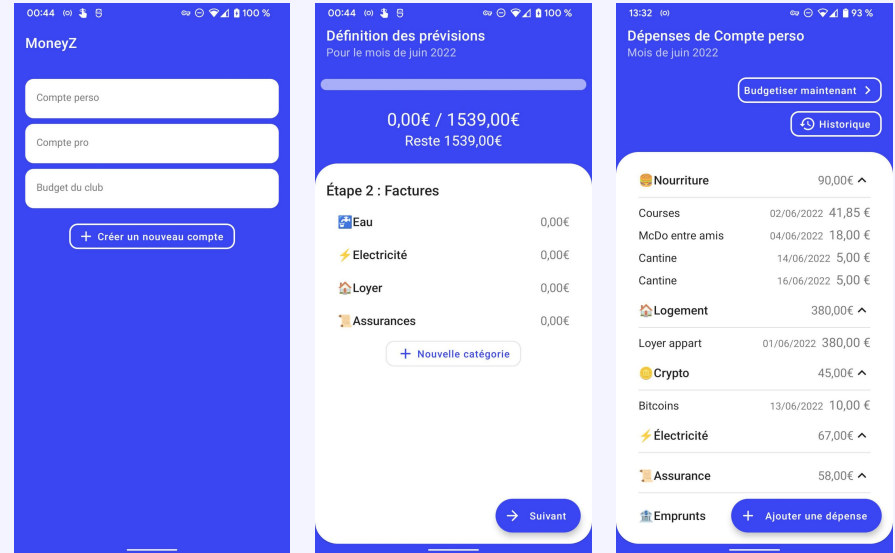 00:44
100 %
MoneyZ
Compte perso
Compte pro
Budget du club
+ Créer un nouveau compte
00:44
100 %
Définition des prévisions
Pour le mois de juin 2022
0,00€ / 1539,00€
Reste 1539,00€
Étape 2 : Factures
Eau 0,00€
Electricité 0,00€
Loyer 0,00€
Assurances 0,00€
+ Nouvelle catégorie
Suivant
13:32
93 %
Dépenses de Compte perso
Mois de juin 2022
Budgetiser maintenant
Historique
Nourriture 90,00€
Courses 02/06/2022 41,85 €
McDo entre amis 04/06/2022 18,00 €
Cantine 14/06/2022 5,00 €
Cantine 16/06/2022 5,00 €
Logement 380,00€
Loyer appart 01/06/2022 380,00 €
Crypto 45,00€
Bitcoins 13/06/2022 10,00 €
Électricité 67,00€
Assurance 58,00€
Emprunts
+ Ajouter une dépense